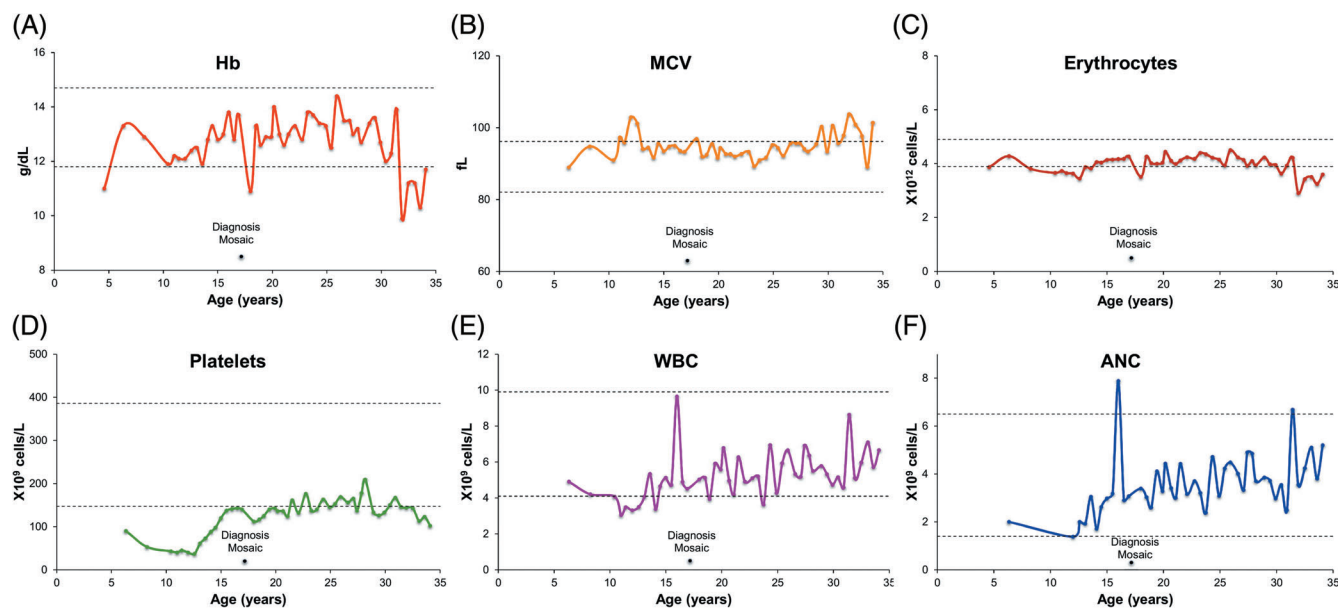 (A)
Hb
g/dL
16
14
12
10
8
Diagnosis
Mosaic
0 5 10 15 20 25 30 35
Age (years)
(B)
MCV
fL
120
100
80
60
Diagnosis
Mosaic
0 5 10 15 20 25 30 35
Age (years)
(C)
Erythrocytes
X10¹² cells/L
8
6
4
2
0
Diagnosis
Mosaic
0 5 10 15 20 25 30 35
Age (years)
(D)
Platelets
X10⁹ cells/L
500
400
300
200
100
0
Diagnosis
Mosaic
0 5 10 15 20 25 30 35
Age (years)
(E)
WBC
X10⁹ cells/L
12
10
8
6
4
2
0
Diagnosis
Mosaic
0 5 10 15 20 25 30 35
Age (years)
(F)
ANC
X10⁹ cells/L
8
6
4
2
0
Diagnosis
Mosaic
0 5 10 15 20 25 30 35
Age (years)